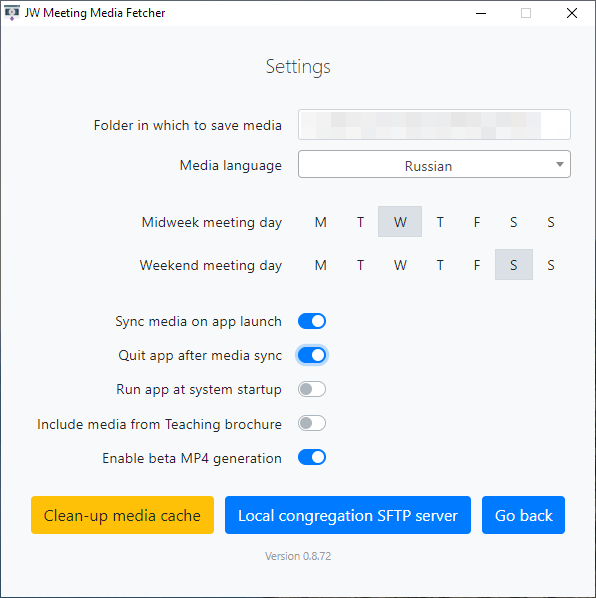 JW Meeting Media Fetcher
Settings
Folder in which to save media
Media language Russian
Midweek meeting day M T W T F S S
Weekend meeting day M T W T F S S
Sync media on app launch
Quit app after media sync
Run app at system startup
Include media from Teaching brochure
Enable beta MP4 generation
Clean-up media cache Local congregation SFTP server Go back
Version 0.8.72